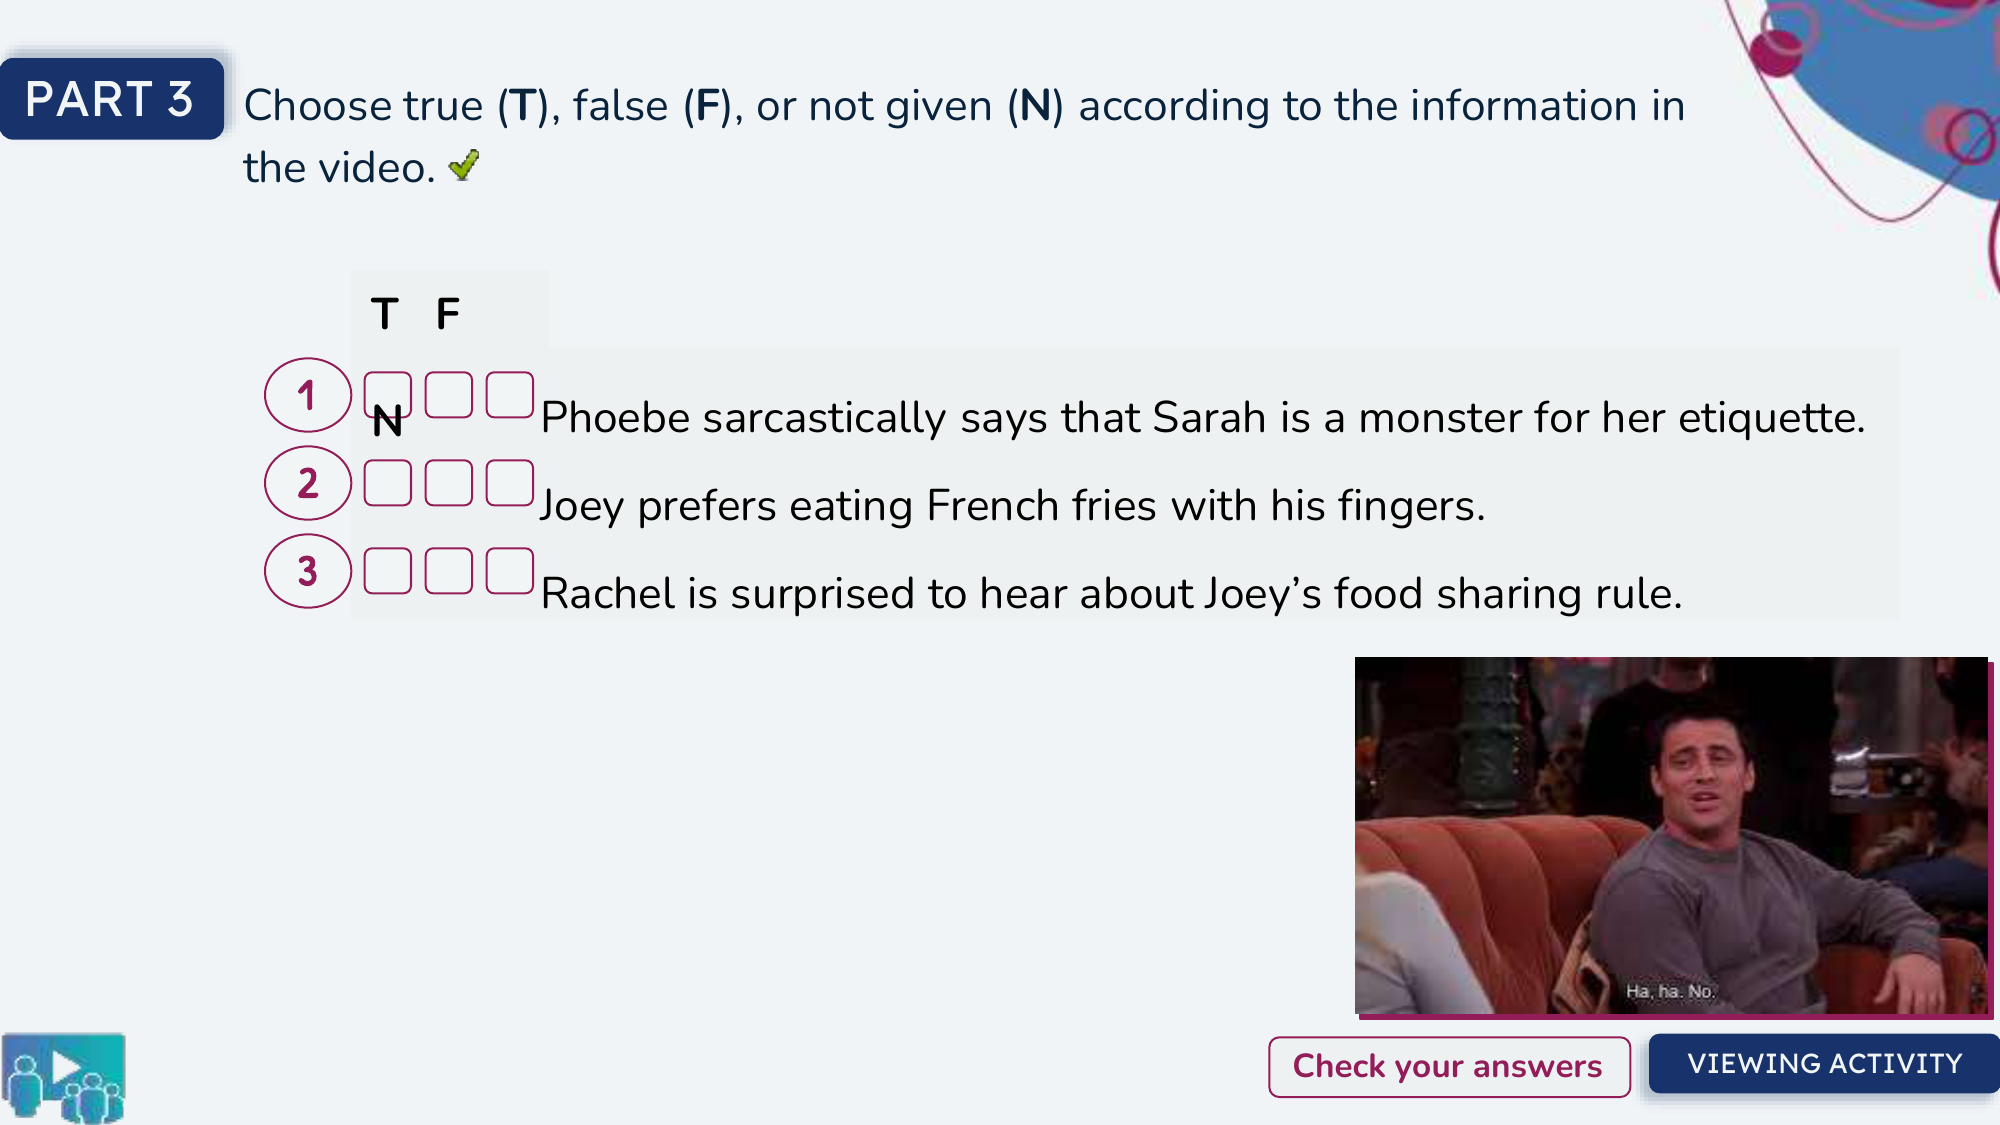 PART 3
Choose true (T), false (F), or not given (N) according to the information in
the video.
T F
N
1 Phoebe sarcastically says that Sarah is a monster for her etiquette.
2 Joey prefers eating French fries with his fingers.
3 Rachel is surprised to hear about Joey’s food sharing rule.
Ha, ha. No.
Check your answers
VIEWING ACTIVITY